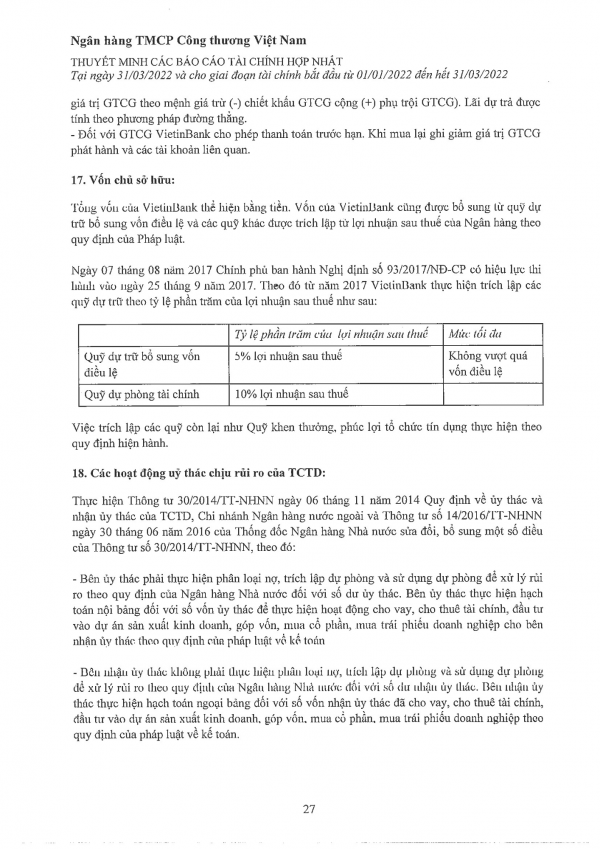 Ngân hàng TMCP Công thương Việt Nam
THUYẾT MINH CÁC BÁO CÁO TÀI CHÍNH HỢP NHẤT
Tại ngày 31/03/2022 và cho giai đoạn tài chính bắt đầu từ 01/01/2022 đến hết 31/03/2022
giá trị GTCG theo mệnh giá trừ (-) chiết khấu GTCG cộng (+) phụ trội GTCG). Lãi dự trả được
tính theo phương pháp đường thẳng.
- Đối với GTCG VietinBank cho phép thanh toán trước hạn. Khi mua lại ghi giảm giá trị GTCG
phát hành và các tài khoản liên quan.
17. Vốn chủ sở hữu:
Tổng vốn của VietinBank thể hiện bằng tiền. Vốn của VietinBank cũng được bổ sung từ quỹ dự
trữ bổ sung vốn điều lệ và các quỹ khác được trích lập từ lợi nhuận sau thuế của Ngân hàng theo
quy định của Pháp luật.
Ngày 07 tháng 08 năm 2017 Chính phủ ban hành Nghị định số 93/2017/NĐ-CP có hiệu lực thi
hành vào ngày 25 tháng 9 năm 2017. Theo đó từ năm 2017 VietinBank thực hiện trích lập các
quỹ dự trữ theo tỷ lệ phần trăm của lợi nhuận sau thuế như sau:
Tỷ lệ phần trăm của lợi nhuận sau thuế Mức tối đa
Quỹ dự trữ bổ sung vốn 5% lợi nhuận sau thuế Không vượt quá
điều lệ vốn điều lệ
Quỹ dự phòng tài chính 10% lợi nhuận sau thuế
Việc trích lập các quỹ còn lại như Quỹ khen thưởng, phúc lợi tổ chức tín dụng thực hiện theo
quy định hiện hành.
18. Các hoạt động uỷ thác chịu rủi ro của TCTD:
Thực hiện Thông tư 30/2014/TT-NHNN ngày 06 tháng 11 năm 2014 Quy định về ủy thác và
nhận ủy thác của TCTD, Chi nhánh Ngân hàng nước ngoài và Thông tư số 14/2016/TT-NHNN
ngày 30 tháng 06 năm 2016 của Thống đốc Ngân hàng Nhà nước sửa đổi, bổ sung một số điều
của Thông tư số 30/2014/TT-NHNN, theo đó:
- Bên ủy thác phải thực hiện phân loại nợ, trích lập dự phòng và sử dụng dự phòng để xử lý rủi
ro theo quy định của Ngân hàng Nhà nước đối với số dư ủy thác. Bên ủy thác thực hiện hạch
toán nội bảng đối với số vốn ủy thác để thực hiện hoạt động cho vay, cho thuê tài chính, đầu tư
vào dự án sản xuất kinh doanh, góp vốn, mua cổ phần, mua trái phiếu doanh nghiệp cho bên
nhận ủy thác theo quy định của pháp luật về kế toán
- Bên nhận ủy thác không phải thực hiện phân loại nợ, trích lập dự phòng và sử dụng dự phòng
để xử lý rủi ro theo quy định của Ngân hàng Nhà nước đối với số dư nhận ủy thác. Bên nhận ủy
thác thực hiện hạch toán ngoại bảng đối với số vốn nhận ủy thác đã cho vay, cho thuê tài chính,
đầu tư vào dự án sản xuất kinh doanh, góp vốn, mua cổ phần, mua trái phiếu doanh nghiệp theo
quy định của pháp luật về kế toán.
27